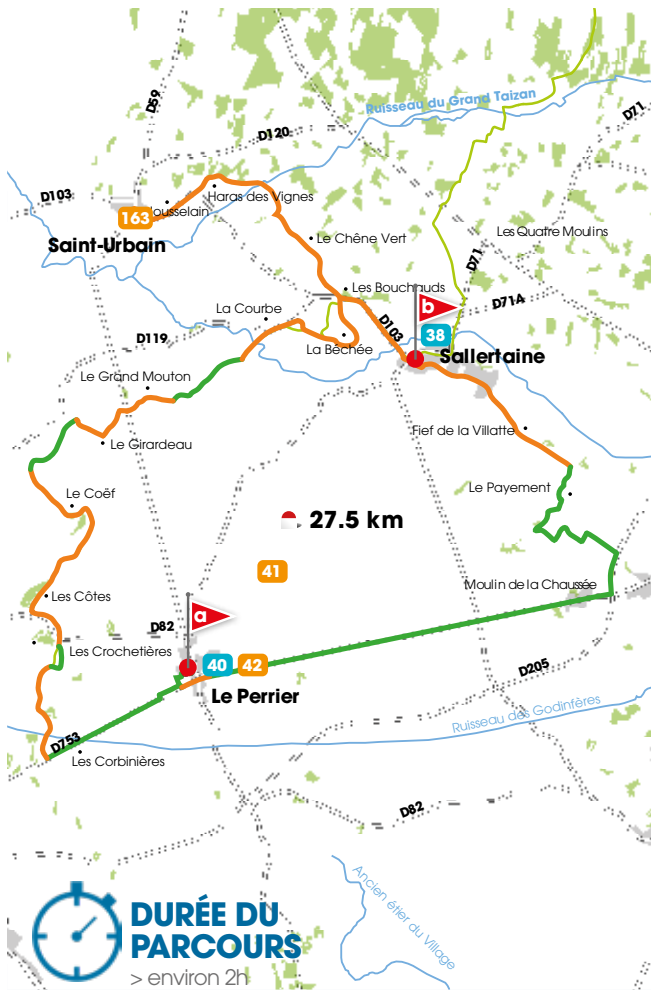 D59
Ruisseau du Grand Taizan
D71
D120
D103
Haras des Vignes
ousselain
163
Saint-Urbain
Le Chêne Vert
Les Quatre Moulins
D71
Les Bouchauds
D71A
La Courbe
b
D103
38
D119
La Béchée
Sallertaine
Le Grand Mouton
Fief de la Villatte
Le Girardeau
Le Payement
Le Coëf
27.5 km
41
Moulin de la Chaussée
Les Côtes
a
D82
Les Crochetières
40
42
D205
Le Perrier
Ruisseau des Godinfères
D753
Les Corbinières
D82
Ancien étier du Village
DURÉE DU
PARCOURS
> environ 2h